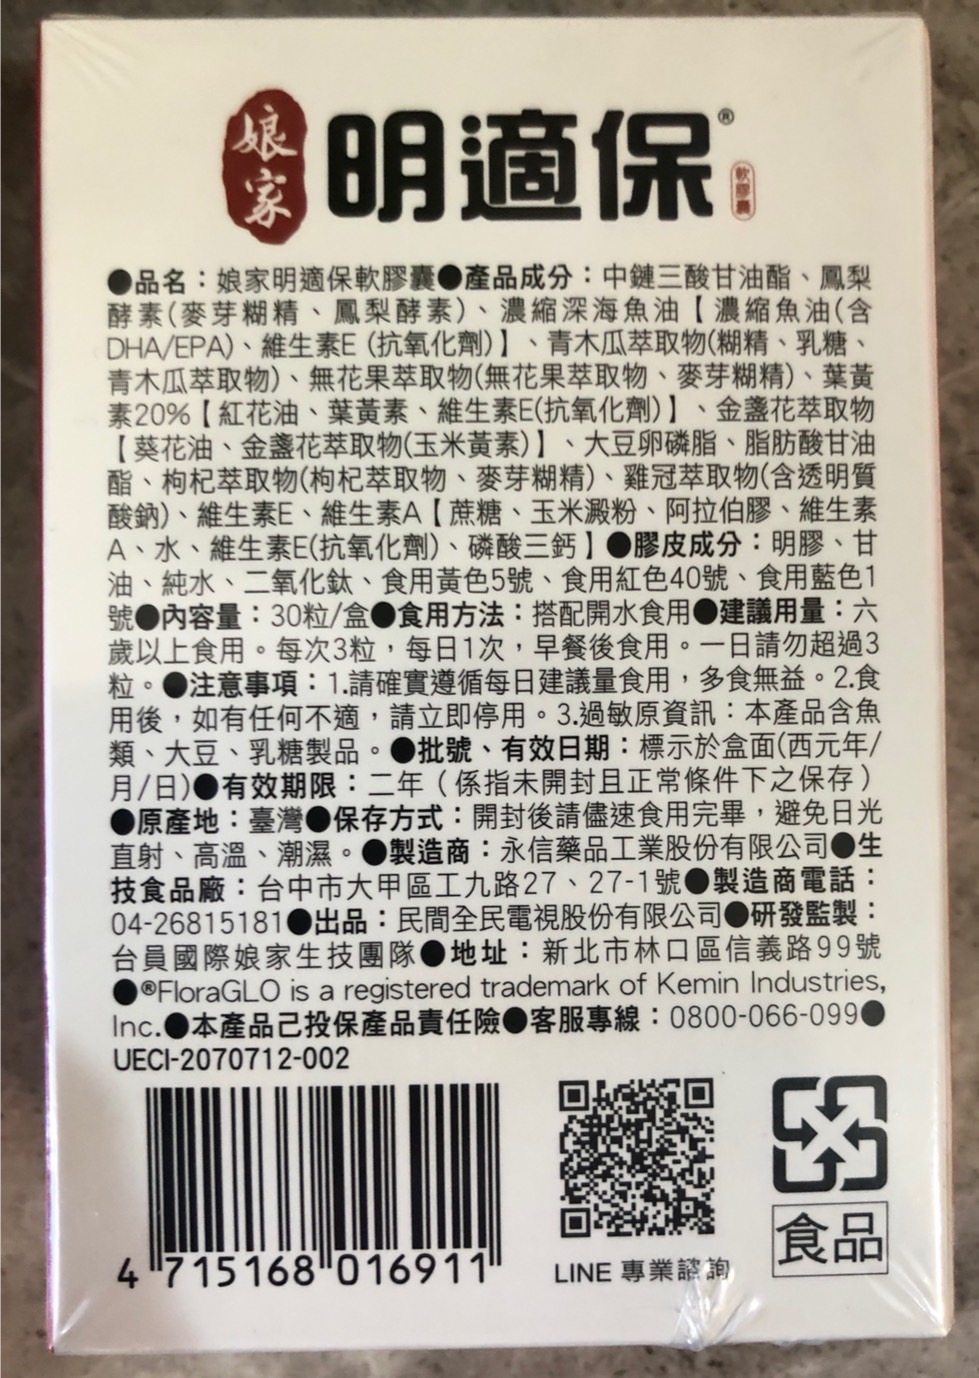 娘家
明適保®
軟膠囊
●品名：娘家明適保軟膠囊●產品成分：中鏈三酸甘油酯、鳳梨
酵素(麥芽糊精、鳳梨酵素)、濃縮深海魚油【濃縮魚油(含
DHA/EPA)、維生素E (抗氧化劑)】、青木瓜萃取物(糊精、乳糖、
青木瓜萃取物)、無花果萃取物(無花果萃取物、麥芽糊精)、葉黃
素20%【紅花油、葉黃素、維生素E(抗氧化劑)】、金盞花萃取物
【葵花油、金盞花萃取物(玉米黃素)】、大豆卵磷脂、脂肪酸甘油
酯、枸杞萃取物(枸杞萃取物、麥芽糊精)、雞冠萃取物(含透明質
酸鈉)、維生素E、維生素A【蔗糖、玉米澱粉、阿拉伯膠、維生素
A、水、維生素E(抗氧化劑)、磷酸三鈣】●膠皮成分：明膠、甘
油、純水、二氧化鈦、食用黃色5號、食用紅色40號、食用藍色1
號●內容量：30粒/盒●食用方法：搭配開水食用●建議用量：六
歲以上食用。每次3粒，每日1次，早餐後食用。一日請勿超過3
粒。●注意事項：1.請確實遵循每日建議量食用，多食無益。2.食
用後，如有任何不適，請立即停用。3.過敏原資訊：本產品含魚
類、大豆、乳糖製品。●批號、有效日期：標示於盒面(西元年/
月/日)●有效期限：二年（係指未開封且正常條件下之保存）
●原產地：臺灣●保存方式：開封後請儘速食用完畢，避免日光
直射、高溫、潮濕。●製造商：永信藥品工業股份有限公司●生
技食品廠：台中市大甲區工九路27、27-1號●製造商電話：
04-26815181●出品：民間全民電視股份有限公司●研發監製：
台員國際娘家生技團隊●地址：新北市林口區信義路99號
●®FloraGLO is a registered trademark of Kemin Industries,
Inc.●本產品已投保產品責任險●客服專線：0800-066-099●
UECI-2070712-002
4 715168 016911
LINE 專業諮詢
食品